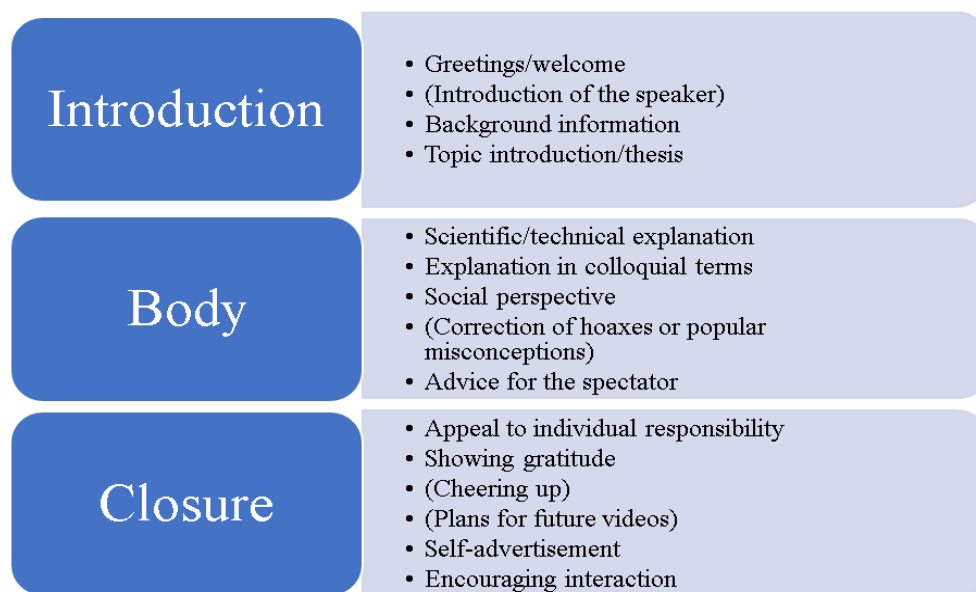 Introduction
• Greetings/welcome
• (Introduction of the speaker)
• Background information
• Topic introduction/thesis
Body
• Scientific/technical explanation
• Explanation in colloquial terms
• Social perspective
• (Correction of hoaxes or popular
misconceptions)
• Advice for the spectator
Closure
• Appeal to individual responsibility
• Showing gratitude
• (Cheering up)
• (Plans for future videos)
• Self-advertisement
• Encouraging interaction